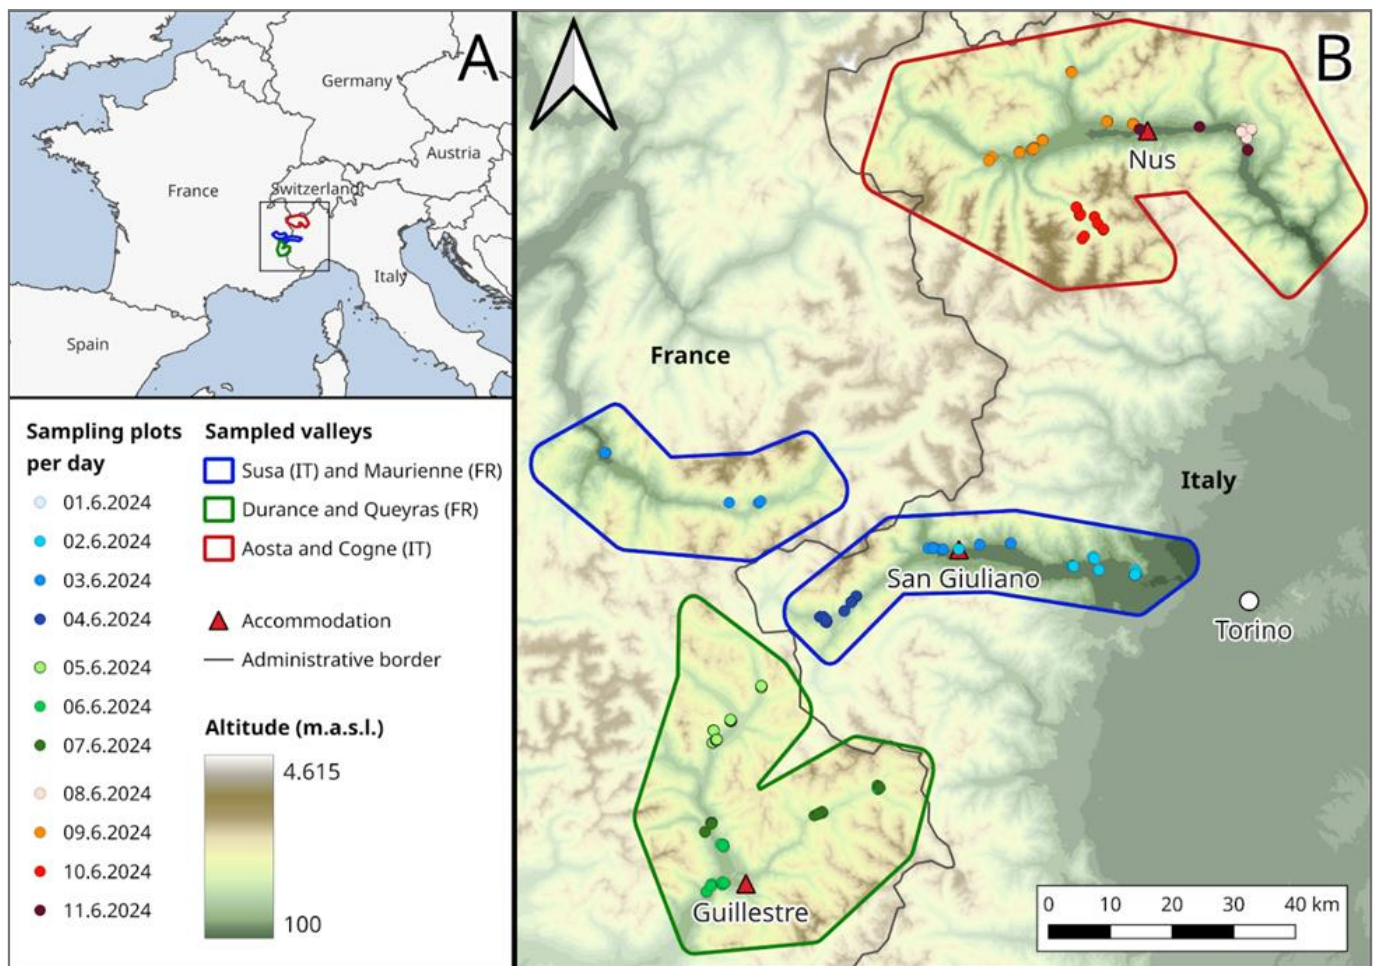 A
Germany
Austria
France
Switzerland
Italy
Spain
Sampling plots
per day
01.6.2024
02.6.2024
03.6.2024
04.6.2024
05.6.2024
06.6.2024
07.6.2024
08.6.2024
09.6.2024
10.6.2024
11.6.2024
Sampled valleys
Susa (IT) and Maurienne (FR)
Durance and Queyras (FR)
Aosta and Cogne (IT)
Accommodation
Administrative border
Altitude (m.a.s.l.)
4.615
100
B
Nus
France
Italy
San Giuliano
Torino
Guillestre
0 10 20 30 40 km